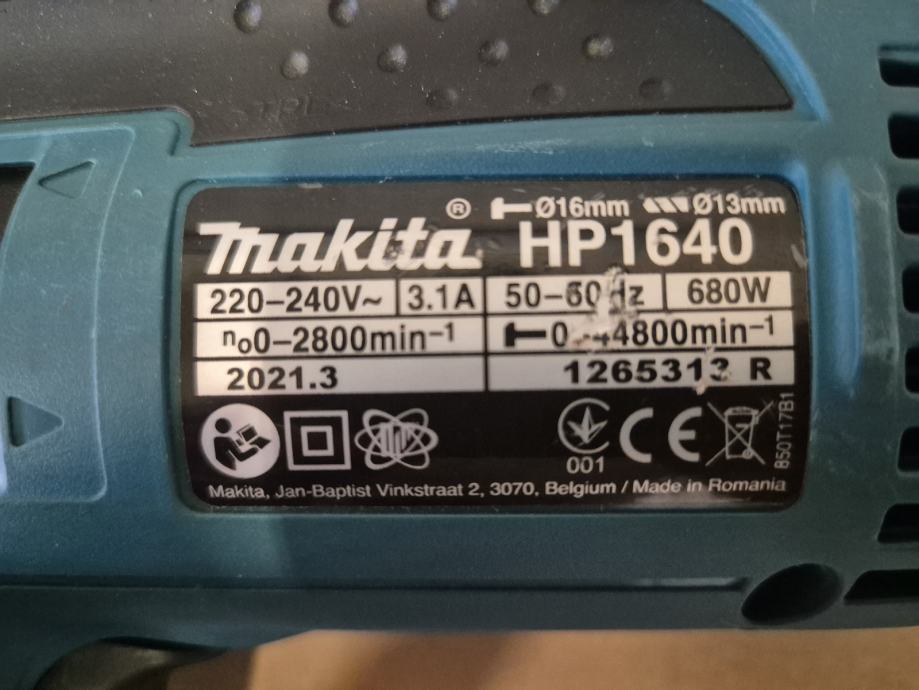 Makita® Ø16mm Ø13mm
HP1640
220-240V~ 3.1A 50-60Hz 680W
n₀0-2800min⁻¹ 0-44800min⁻¹
2021.3 1265313 R
001 CE
B50T17B1
Makita, Jan-Baptist Vinkstraat 2, 3070, Belgium / Made in Romania